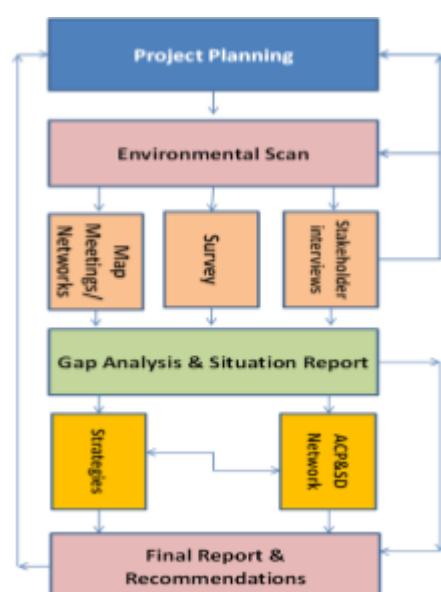 Project Planning
Environmental Scan
Map
Meetings/
Networks
Survey
Stakeholder
interviews
Gap Analysis & Situation Report
Strategies
ACP&SD
Network
Final Report &
Recommendations